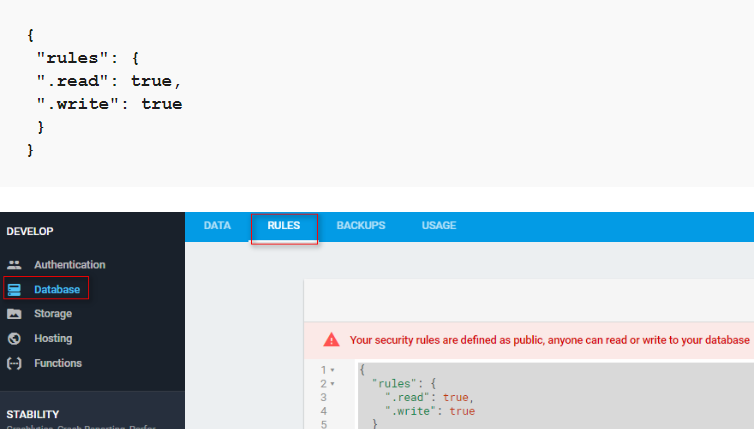 {
"rules": {
".read": true,
".write": true
}
}
DEVELOP
DATA RULES BACKUPS USAGE
Authentication
Database
Storage
Hosting
Functions
Your security rules are defined as public, anyone can read or write to your database
1 {
2 "rules": {
3 ".read": true,
4 ".write": true
5 }
STABILITY